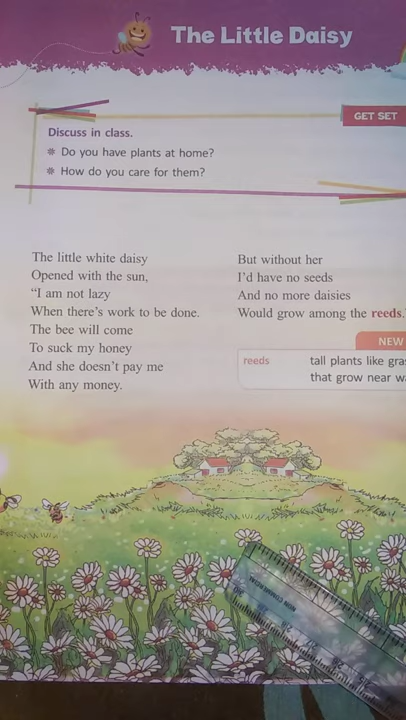 The Little Daisy
GET SET
Discuss in class.
Do you have plants at home?
How do you care for them?
The little white daisy
Opened with the sun,
“I am not lazy
When there’s work to be done.
The bee will come
To suck my honey
And she doesn’t pay me
With any money.
But without her
I’d have no seeds
And no more daisies
Would grow among the reeds.
NEW
reeds tall plants like
that grow near